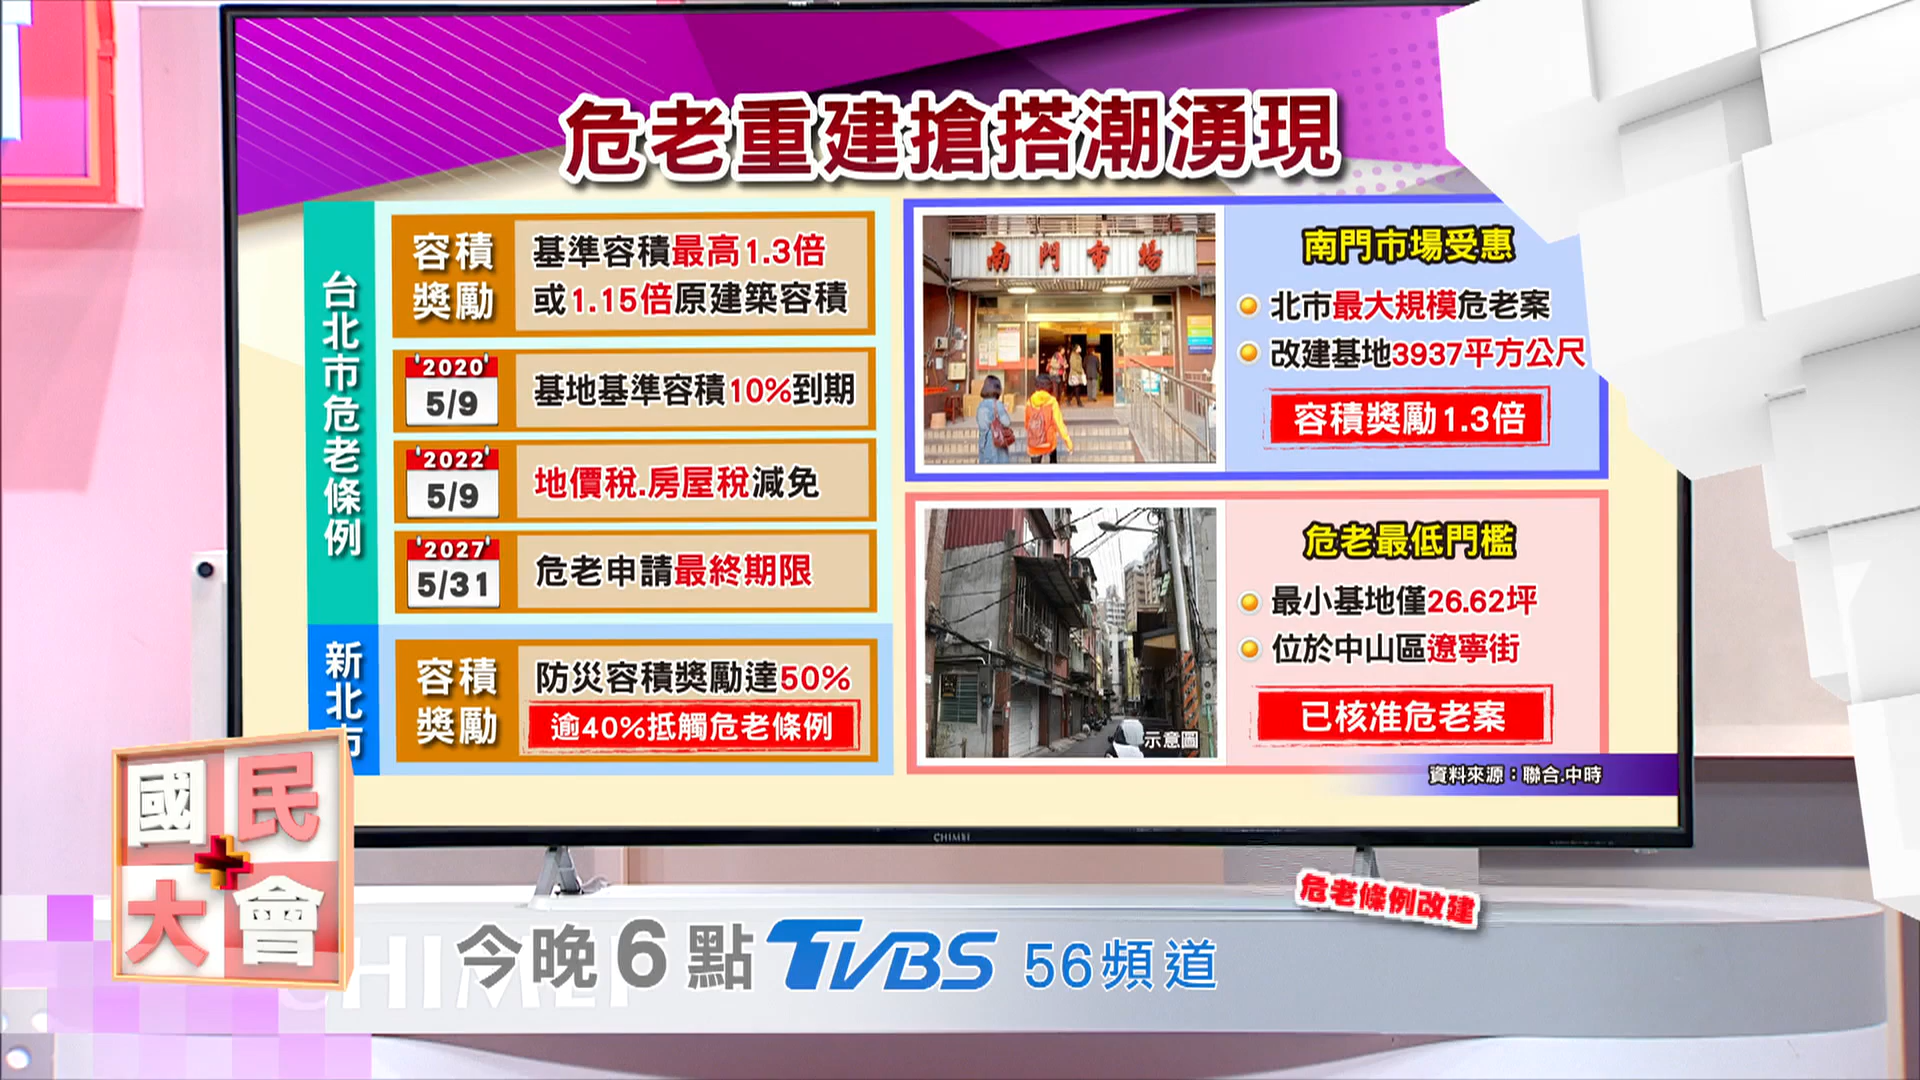 危老重建搶搭潮湧現
台北市危老條例
容積
獎勵
基準容積最高1.3倍
或1.15倍原建築容積
2020
5/9
基地基準容積10%到期
2022
5/9
地價稅.房屋稅減免
2027
5/31
危老申請最終期限
新北市
容積
獎勵
防災容積獎勵達50%
逾40%抵觸危老條例
南門市場
南門市場受惠
北市最大規模危老案
改建基地3937平方公尺
容積獎勵1.3倍
示意圖
危老最低門檻
最小基地僅26.62坪
位於中山區遼寧街
已核准危老案
資料來源：聯合.中時
CHIMEI
危老條例改建
國民
大會
今晚6點TVBS 56頻道